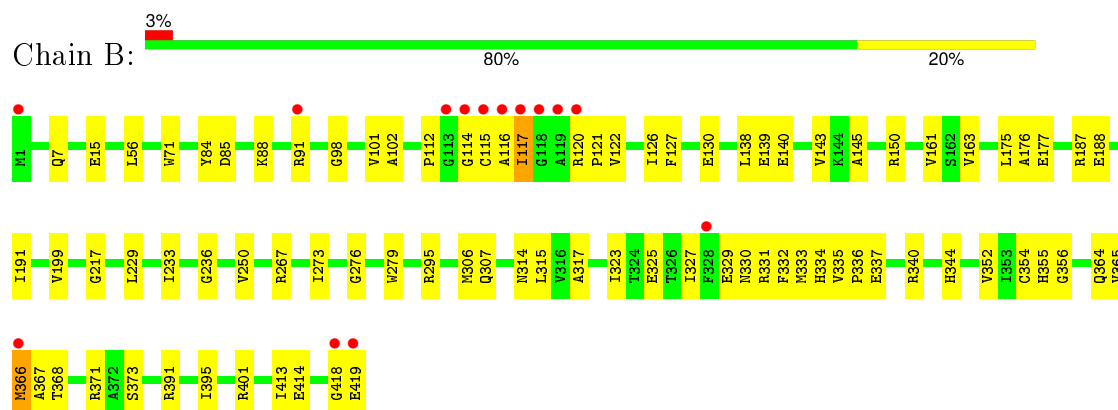 3%
Chain B:
80% 20%
M1 Q7 E15 L56 W71 Y84 D85 K88 R91 G98 V101 A102 P112 G113 G114 C115 A116 I117 G118 A119 R120 P121 V122 I126 F127 E130 L138 E139 E140 V143 K144 A145 R150 V161 S162 V163 L175 A176 E177 R187 E188
I191 V199 G217 L229 I233 G236 V250 R267 I273 G276 W279 R295 M306 Q307 N314 L315 V316 A317 I323 T324 E325 T326 I327 F328 E329 N330 R331 F332 M333 H334 V335 P336 E337 R340 H344 V352 I353 C354 H355 G356 Q364 V365
M366 A367 T368 R371 A372 S373 R391 I395 R401 I413 E414 G418 E419